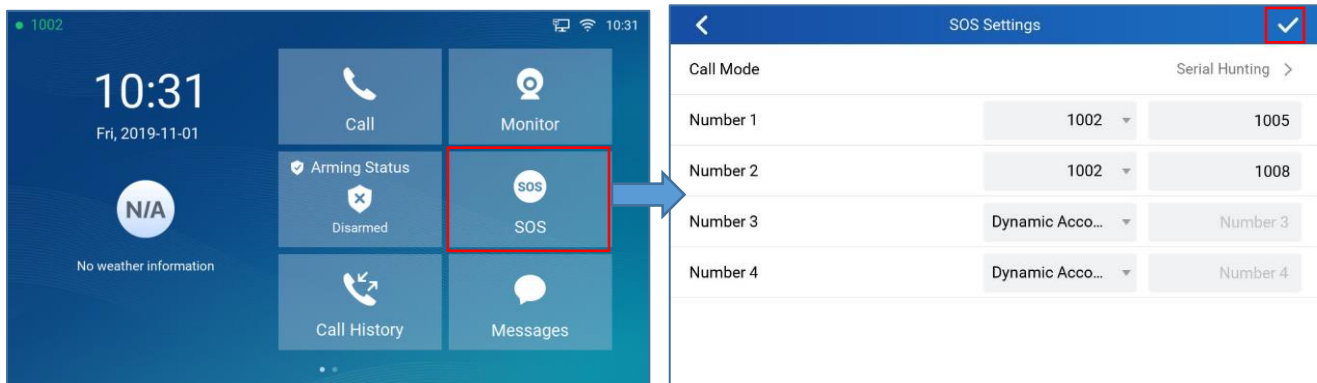 1002
10:31
10:31
Fri, 2019-11-01
N/A
No weather information
Call
Monitor
Arming Status
Disarmed
SOS
SOS
Call History
Messages
SOS Settings
Call Mode Serial Hunting
Number 1 1002 1005
Number 2 1002 1008
Number 3 Dynamic Acco... Number 3
Number 4 Dynamic Acco... Number 4